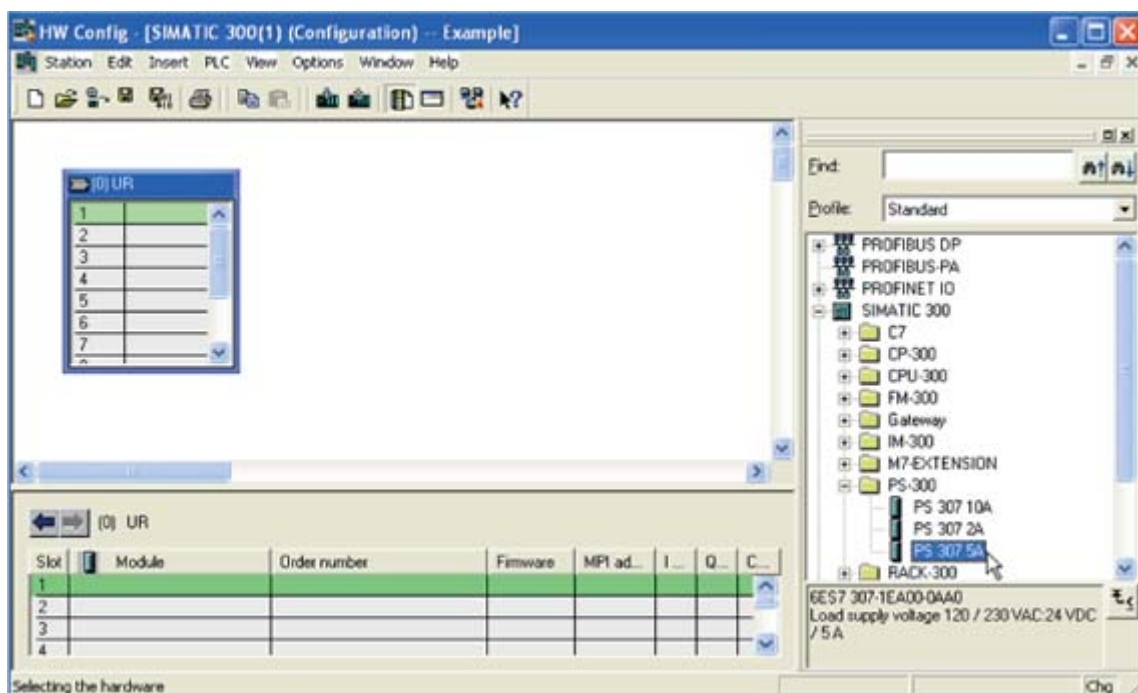 HW Config - [SIMATIC 300(1) (Configuration) -- Example]
Station Edit Insert PLC View Options Window Help
(0) UR
1
2
3
4
5
6
7
Find:
Profile: Standard
PROFIBUS DP
PROFIBUS-PA
PROFINET IO
SIMATIC 300
C7
CP-300
CPU-300
FM-300
Gateway
IM-300
M7-EXTENSION
PS-300
PS 307 10A
PS 307 2A
PS 307 5A
RACK-300
(0) UR
Slot Module Order number Firmware MPI ad... I... Q... C...
1
2
3
4
6ES7 307-1EA00-0AA0
Load supply voltage 120 / 230 VAC:24 VDC
/ 5 A
Selecting the hardware Chg